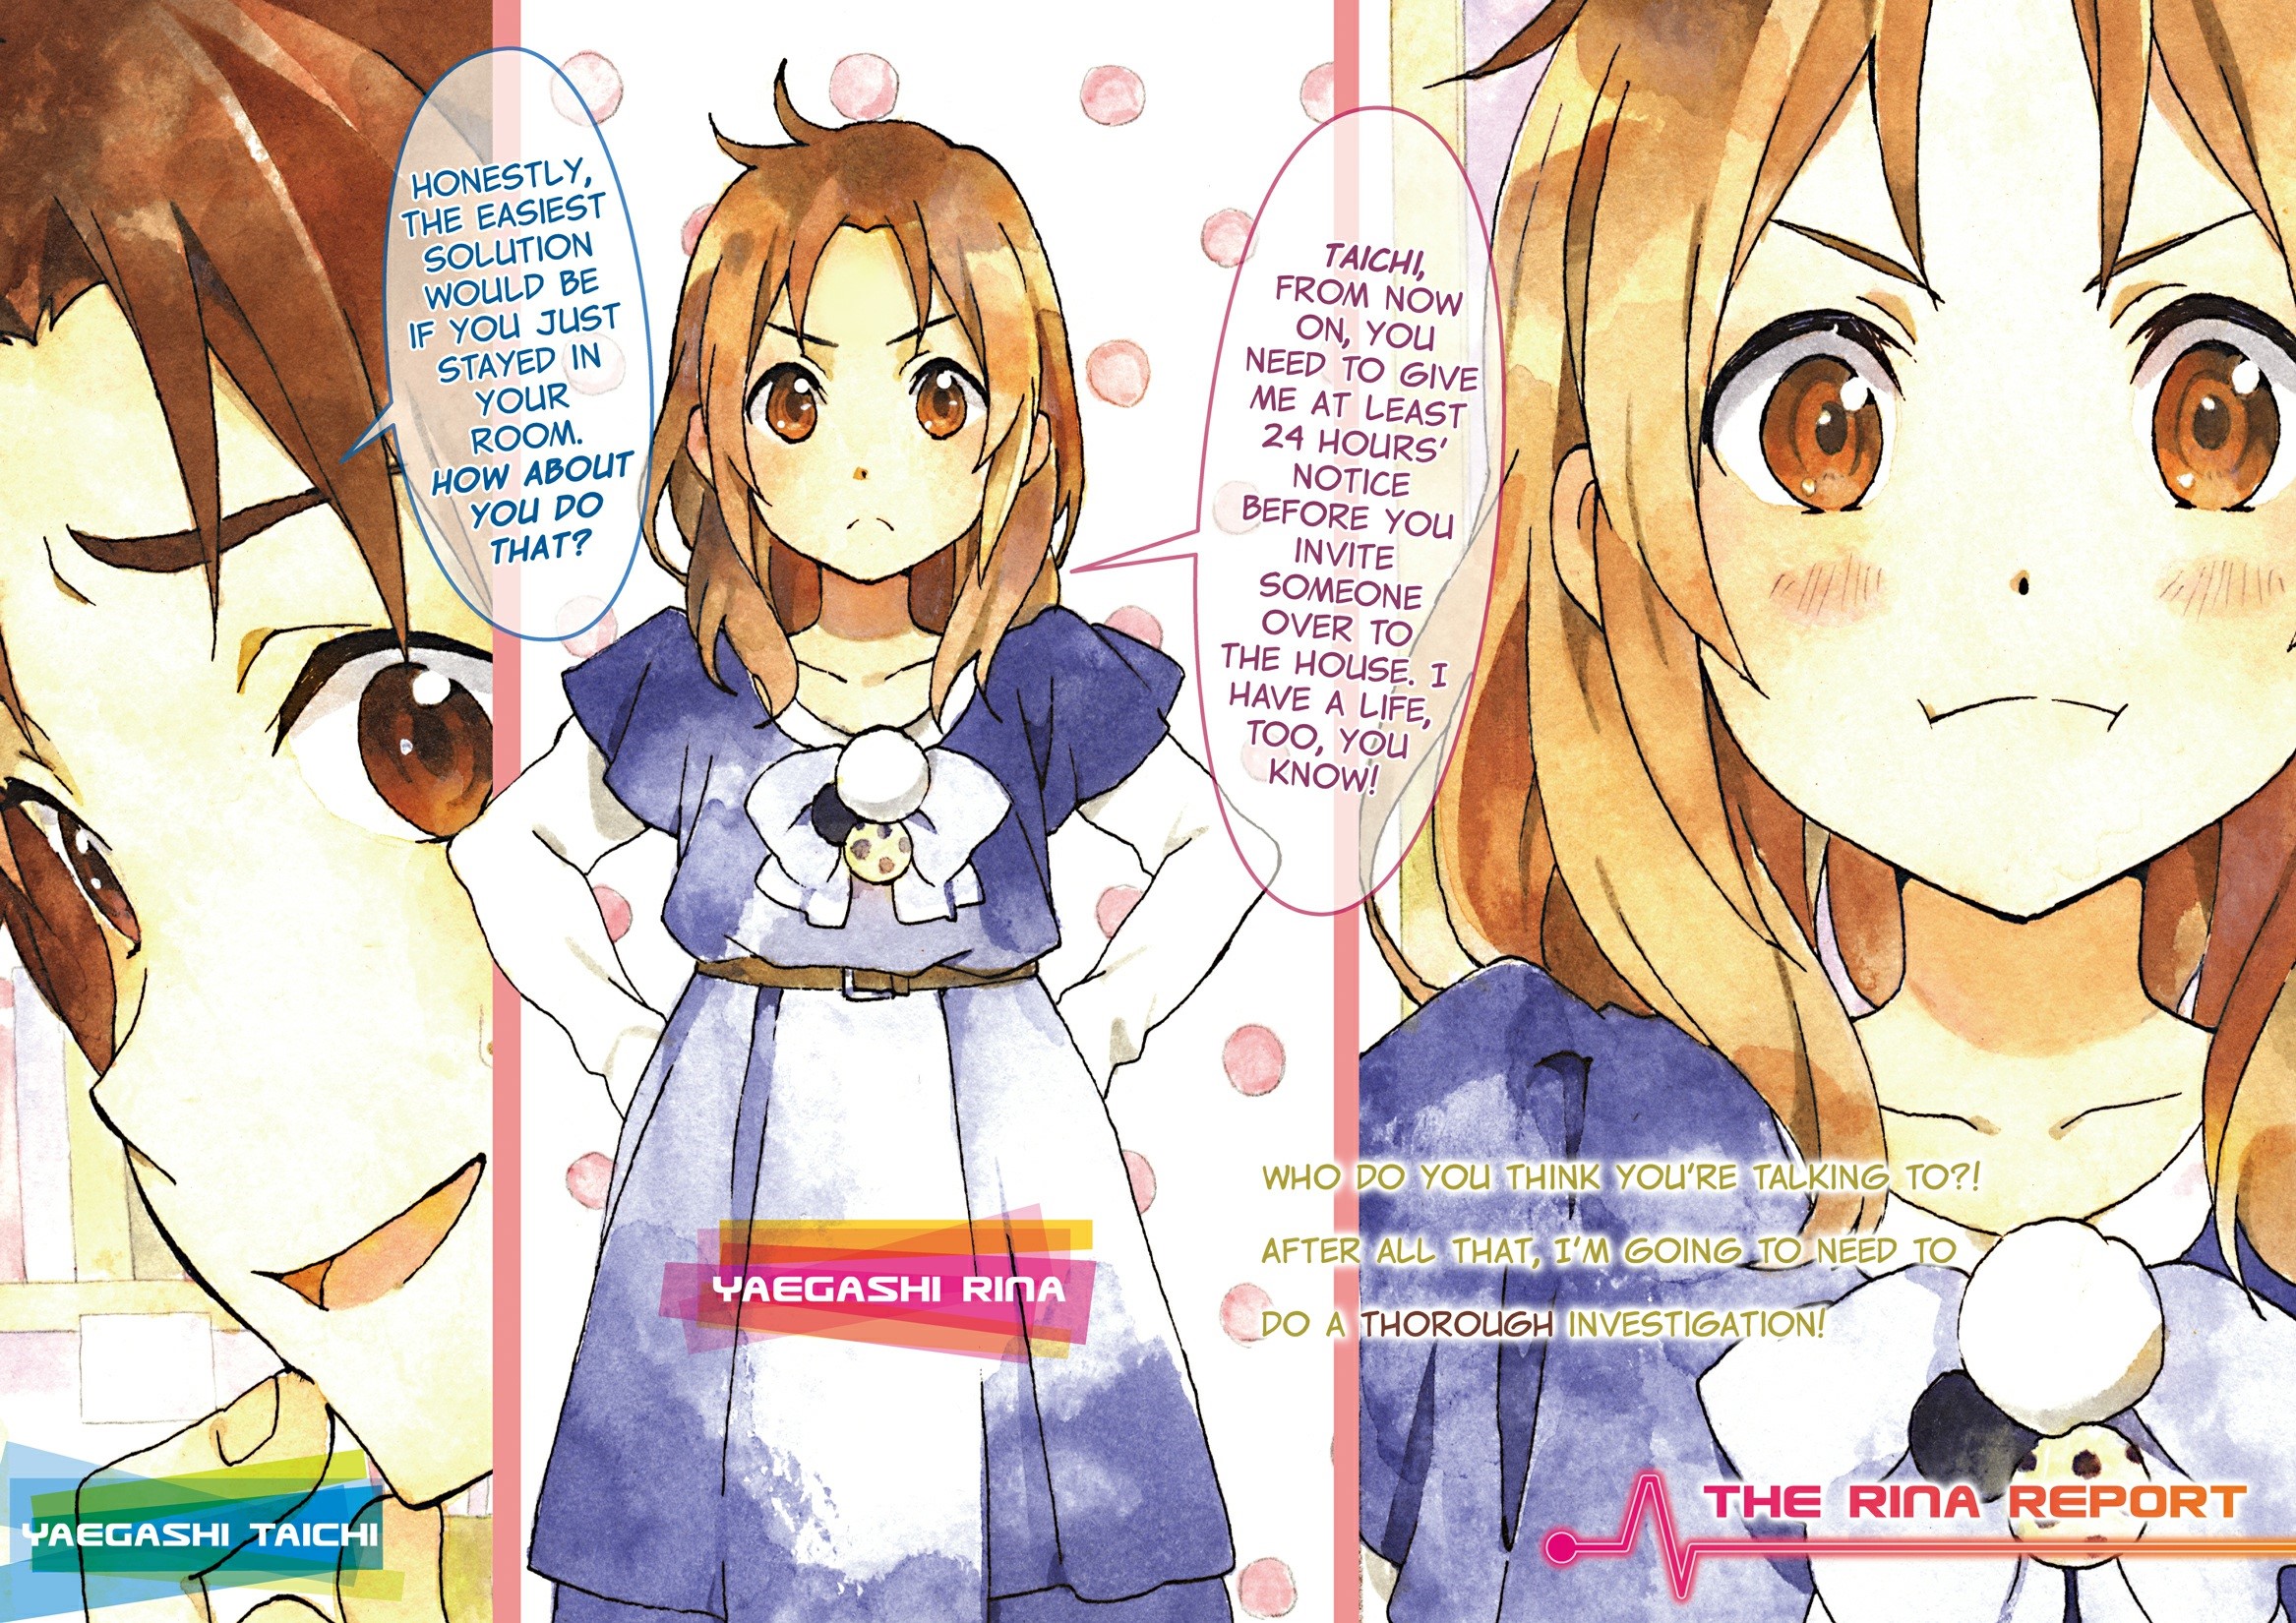 HONESTLY,
THE EASIEST
SOLUTION
WOULD BE
IF YOU JUST
STAYED IN
YOUR
ROOM.
HOW ABOUT
YOU DO
THAT?
TAICHI,
FROM NOW
ON, YOU
NEED TO GIVE
ME AT LEAST
24 HOURS'
NOTICE
BEFORE YOU
INVITE
SOMEONE
OVER TO
THE HOUSE. I
HAVE A LIFE,
TOO, YOU
KNOW!
WHO DO YOU THINK YOU'RE TALKING TO?!
AFTER ALL THAT, I'M GOING TO NEED TO
DO A THOROUGH INVESTIGATION!
YAEGASHI RINA
YAEGASHI TAICHI
THE RINA REPORT